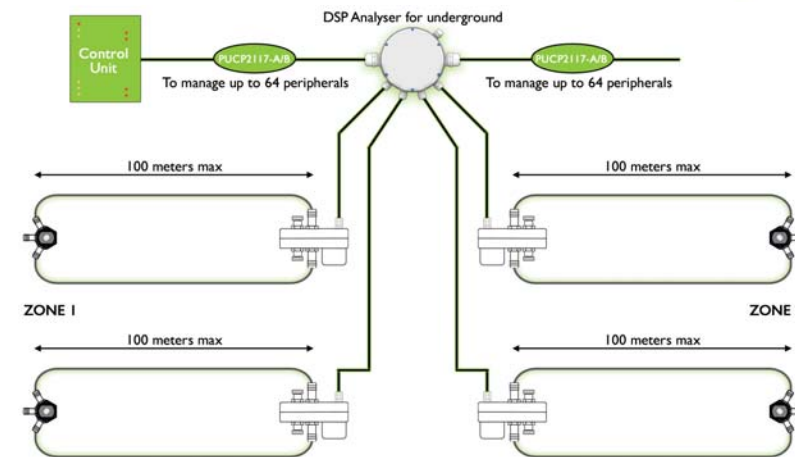 DSP Analyser for underground
Control
Unit
PUCP2117-A/B
PUCP2117-A/B
To manage up to 64 peripherals
To manage up to 64 peripherals
100 meters max
100 meters max
ZONE 1
ZONE
100 meters max
100 meters max